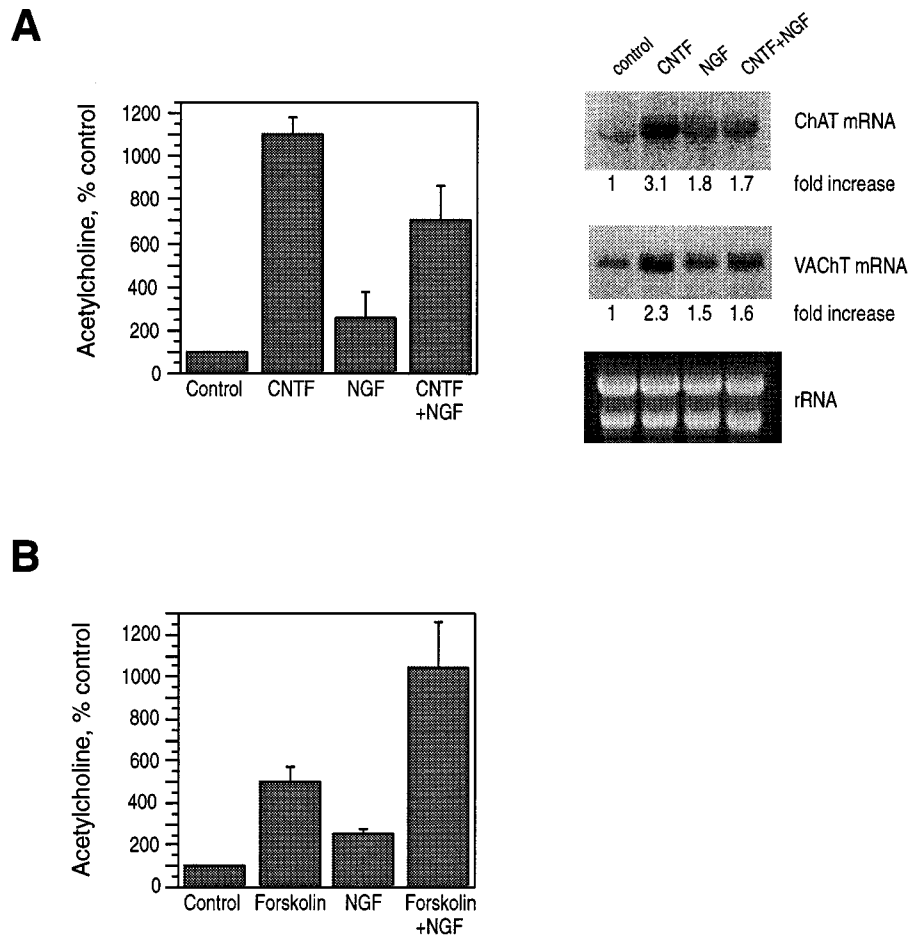 A
Acetylcholine, % control
1200
1000
800
600
400
200
0
Control CNTF NGF CNTF
+NGF
control CNTF NGF CNTF+NGF
ChAT mRNA
1 3.1 1.8 1.7 fold increase
VAChT mRNA
1 2.3 1.5 1.6 fold increase
rRNA
B
Acetylcholine, % control
1200
1000
800
600
400
200
0
Control Forskolin NGF Forskolin
+NGF